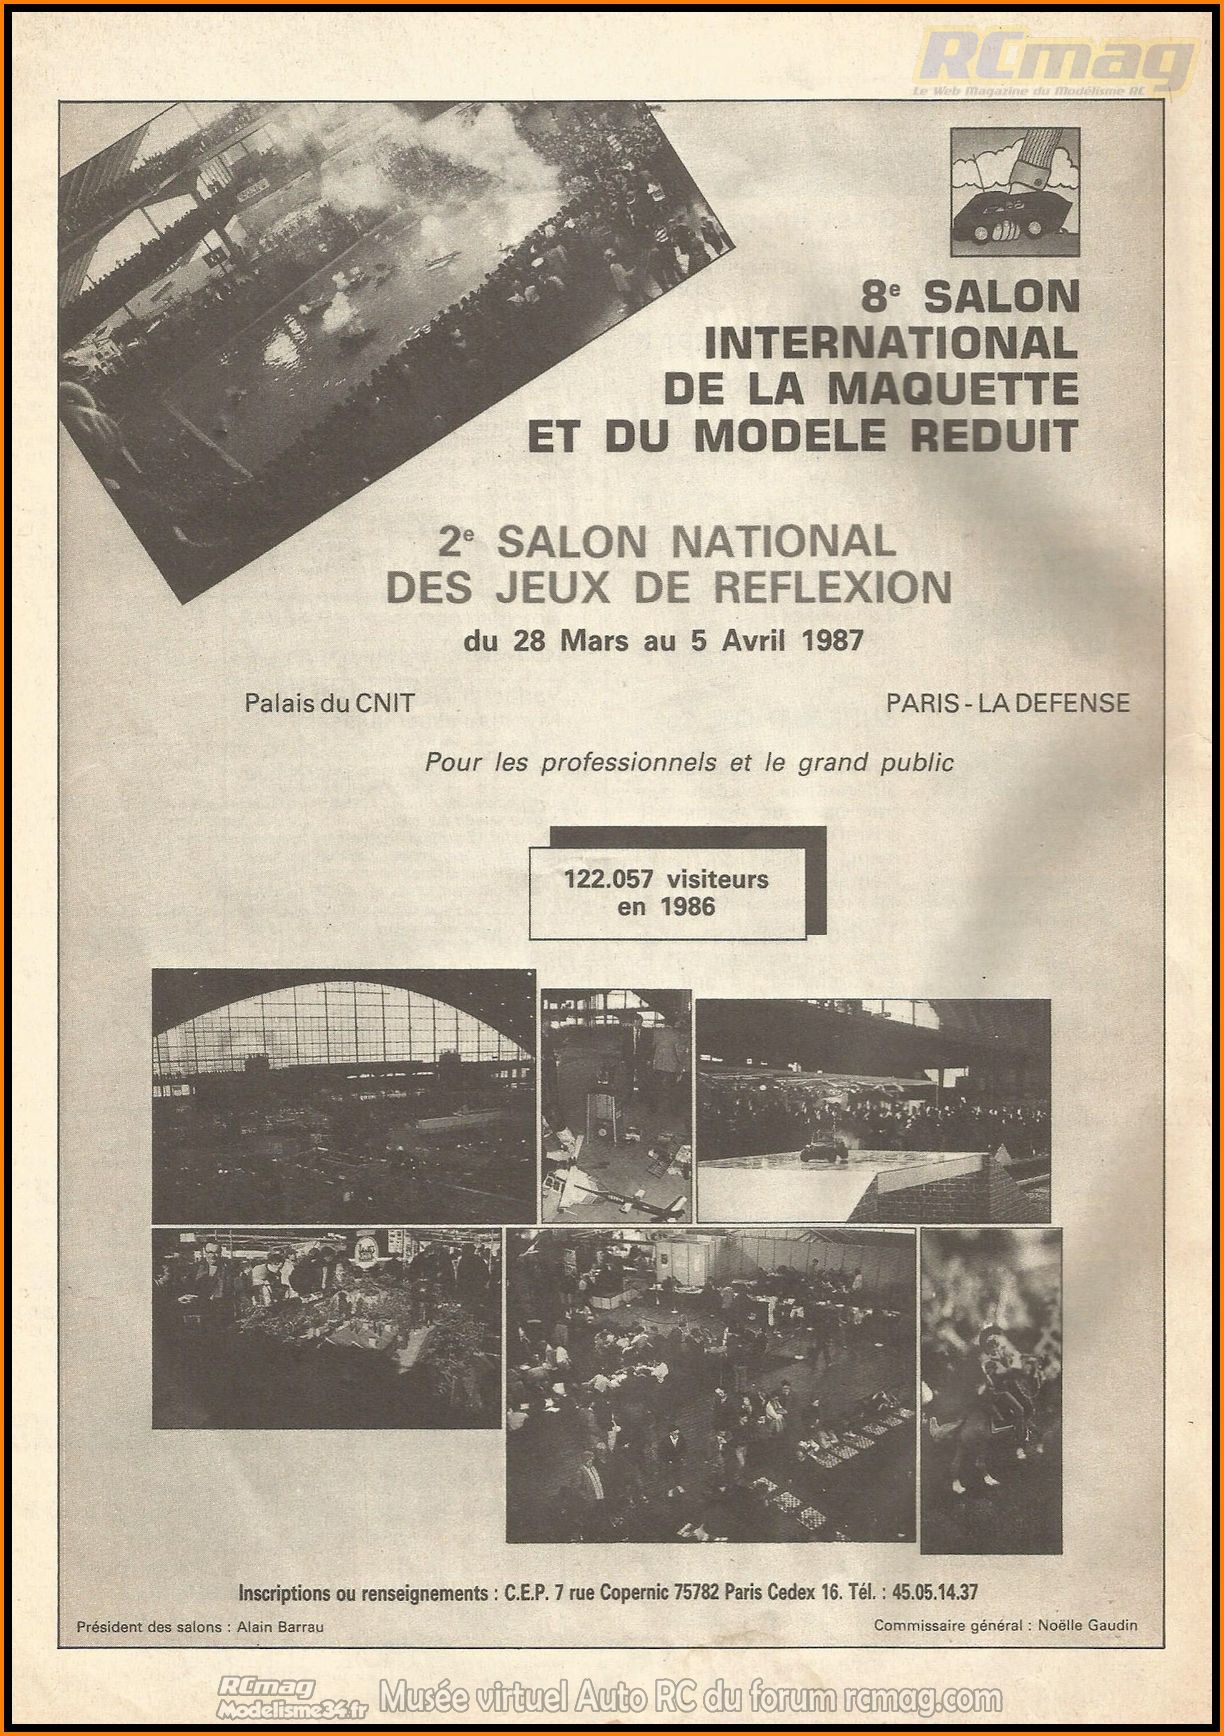 RCmag
Le Web Magazine du Modélisme RC
8e SALON
INTERNATIONAL
DE LA MAQUETTE
ET DU MODELE REDUIT
2e SALON NATIONAL
DES JEUX DE REFLEXION
du 28 Mars au 5 Avril 1987
Palais du CNIT PARIS - LA DEFENSE
Pour les professionnels et le grand public
122.057 visiteurs
en 1986
Inscriptions ou renseignements : C.E.P. 7 rue Copernic 75782 Paris Cedex 16. Tél. : 45.05.14.37
Président des salons : Alain Barrau Commissaire général : Noëlle Gaudin
RCmag
Modelisme34.fr Musée virtuel Auto RC du forum rcmag.com